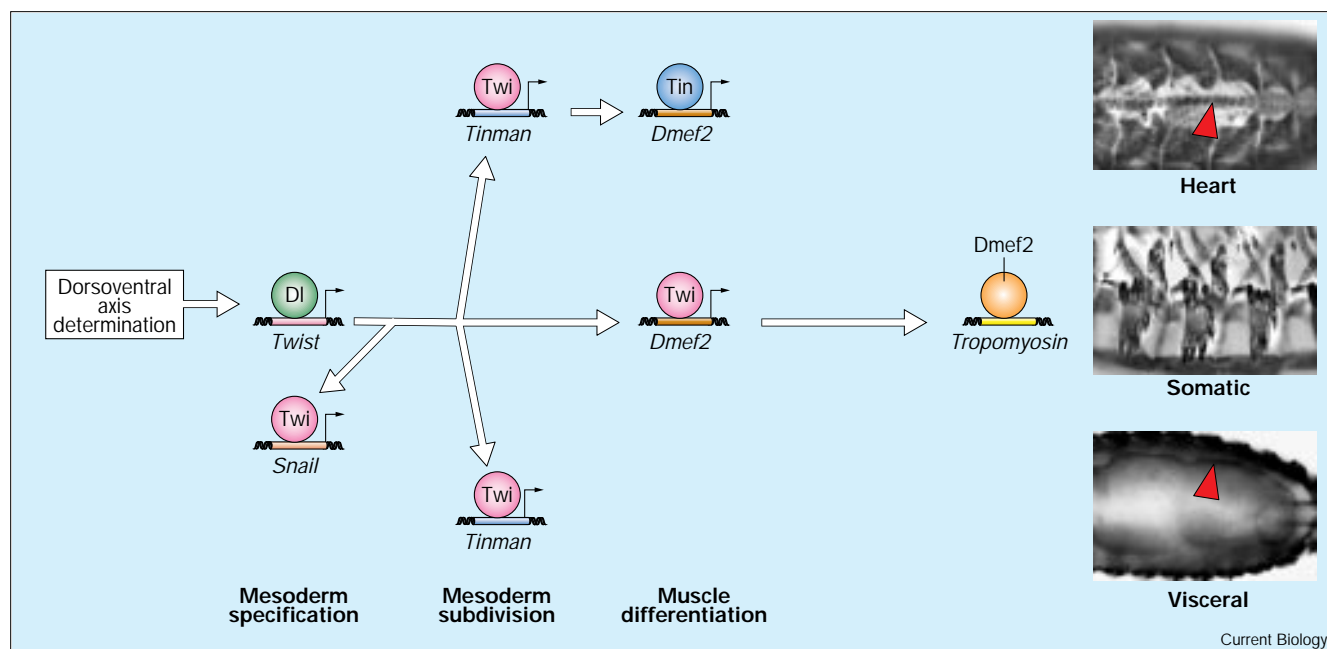 Twi
Tinman
Tin
Dmef2
Heart
Dorsoventral
axis
determination
Dl
Twist
Twi
Dmef2
Dmef2
Tropomyosin
Somatic
Twi
Snail
Twi
Tinman
Visceral
Mesoderm
specification
Mesoderm
subdivision
Muscle
differentiation
Current Biology